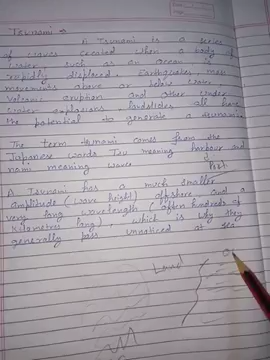 Tsunami :-
A Tsunami is a series
of waves created when a body of
water such as an ocean is
rapidly displaced. Earthquakes, mass
movements above or below water,
volcanic eruption and other under
water explosions, landslides all have
the potential to generate a tsunami.
The term tsunami comes from the
Japanese words Tsu meaning harbour and
nami meaning waves
A Tsunami has a much smaller
amplitude (wave height) offshore and a
very long wavelength (often hundreds of
kilometres long), which is why they
generally pass unnoticed at sea
Land